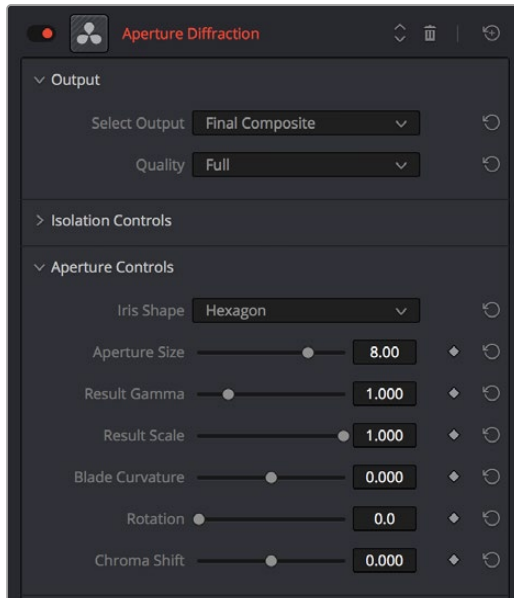 Aperture Diffraction
Output
Select Output Final Composite
Quality Full
Isolation Controls
Aperture Controls
Iris Shape Hexagon
Aperture Size 8.00
Result Gamma 1.000
Result Scale 1.000
Blade Curvature 0.000
Rotation 0.0
Chroma Shift 0.000